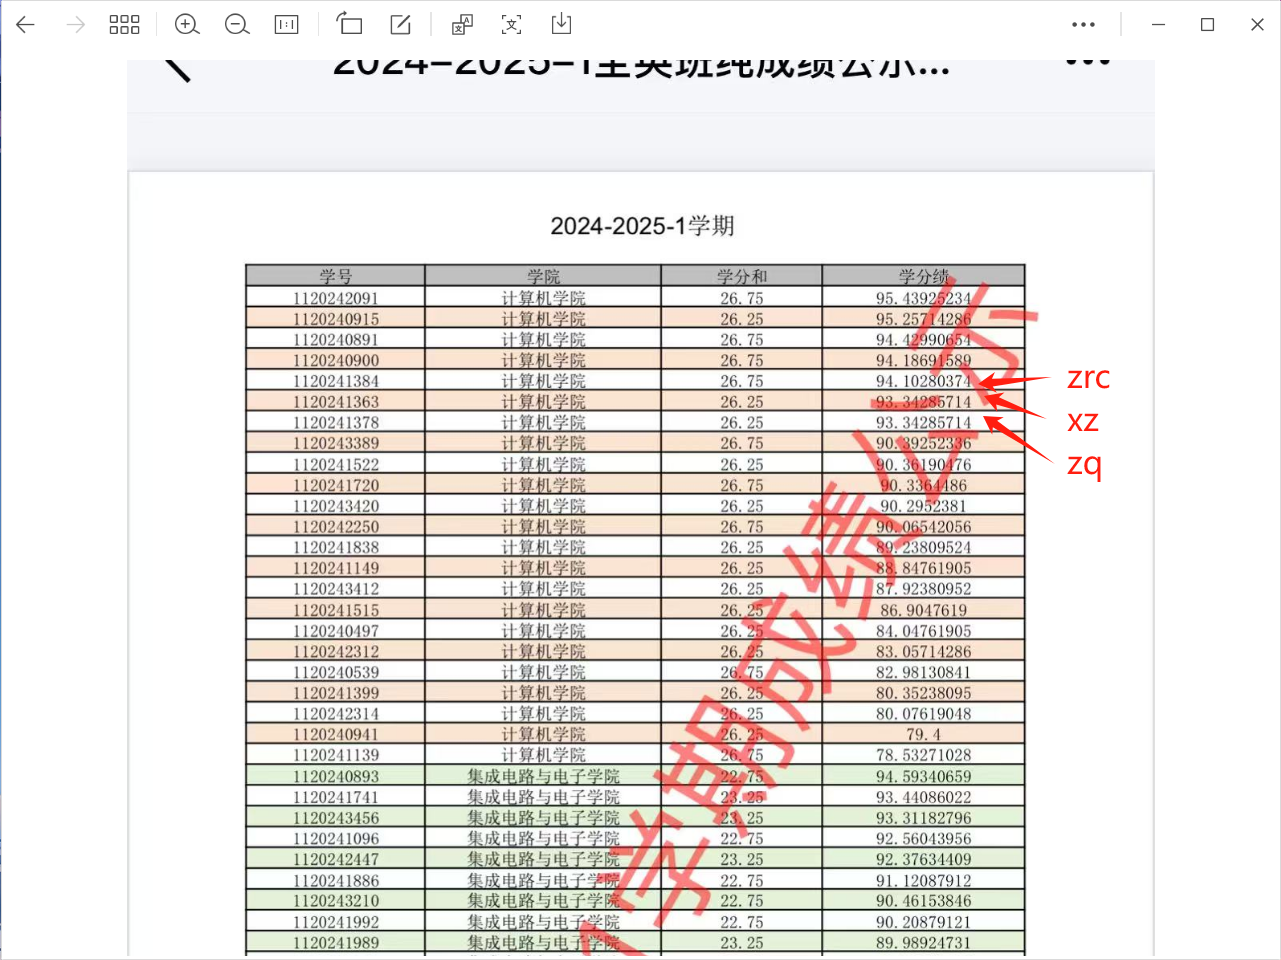 2024-2025-1全英班纯成绩公示...
2024-2025-1学期
学号 学院 学分和 学分绩
1120242091 计算机学院 26.75 95.43925234
1120240915 计算机学院 26.25 95.25714286
1120240891 计算机学院 26.75 94.42990654
1120240900 计算机学院 26.75 94.18691589
1120241384 计算机学院 26.75 94.10280374
zrc
1120241363 计算机学院 26.25 93.34285714
xz
1120241378 计算机学院 26.25 93.34285714
zq
1120243389 计算机学院 26.75 90.39252336
1120241522 计算机学院 26.25 90.36190476
1120241720 计算机学院 26.75 90.3364486
1120243420 计算机学院 26.25 90.2952381
1120242250 计算机学院 26.75 90.06542056
1120241838 计算机学院 26.25 89.23809524
1120241149 计算机学院 26.25 88.84761905
1120243412 计算机学院 26.25 87.92380952
1120241515 计算机学院 26.25 86.9047619
1120240497 计算机学院 26.25 84.04761905
1120242312 计算机学院 26.25 83.05714286
1120240539 计算机学院 26.75 82.98130841
1120241399 计算机学院 26.25 80.35238095
1120242314 计算机学院 26.25 80.07619048
1120240941 计算机学院 26.25 79.4
1120241139 计算机学院 26.75 78.53271028
1120240893 集成电路与电子学院 22.75 94.59340659
1120241741 集成电路与电子学院 23.25 93.44086022
1120243456 集成电路与电子学院 23.25 93.31182796
1120241096 集成电路与电子学院 22.75 92.56043956
1120242447 集成电路与电子学院 23.25 92.37634409
1120241886 集成电路与电子学院 22.75 91.12087912
1120243210 集成电路与电子学院 22.75 90.46153846
1120241992 集成电路与电子学院 22.75 90.20879121
1120241989 集成电路与电子学院 23.25 89.98924731
学期成绩公示